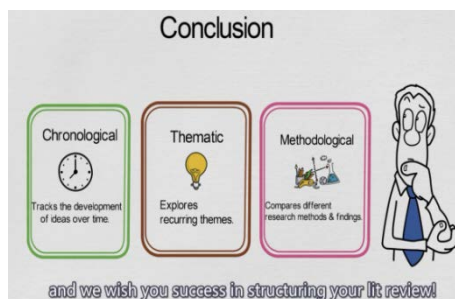 Conclusion
Chronological
Tracks the development
of ideas over time.
Thematic
Explores
recurring themes.
Methodological
Compares different
research methods & findings.
and we wish you success in structuring your lit review!